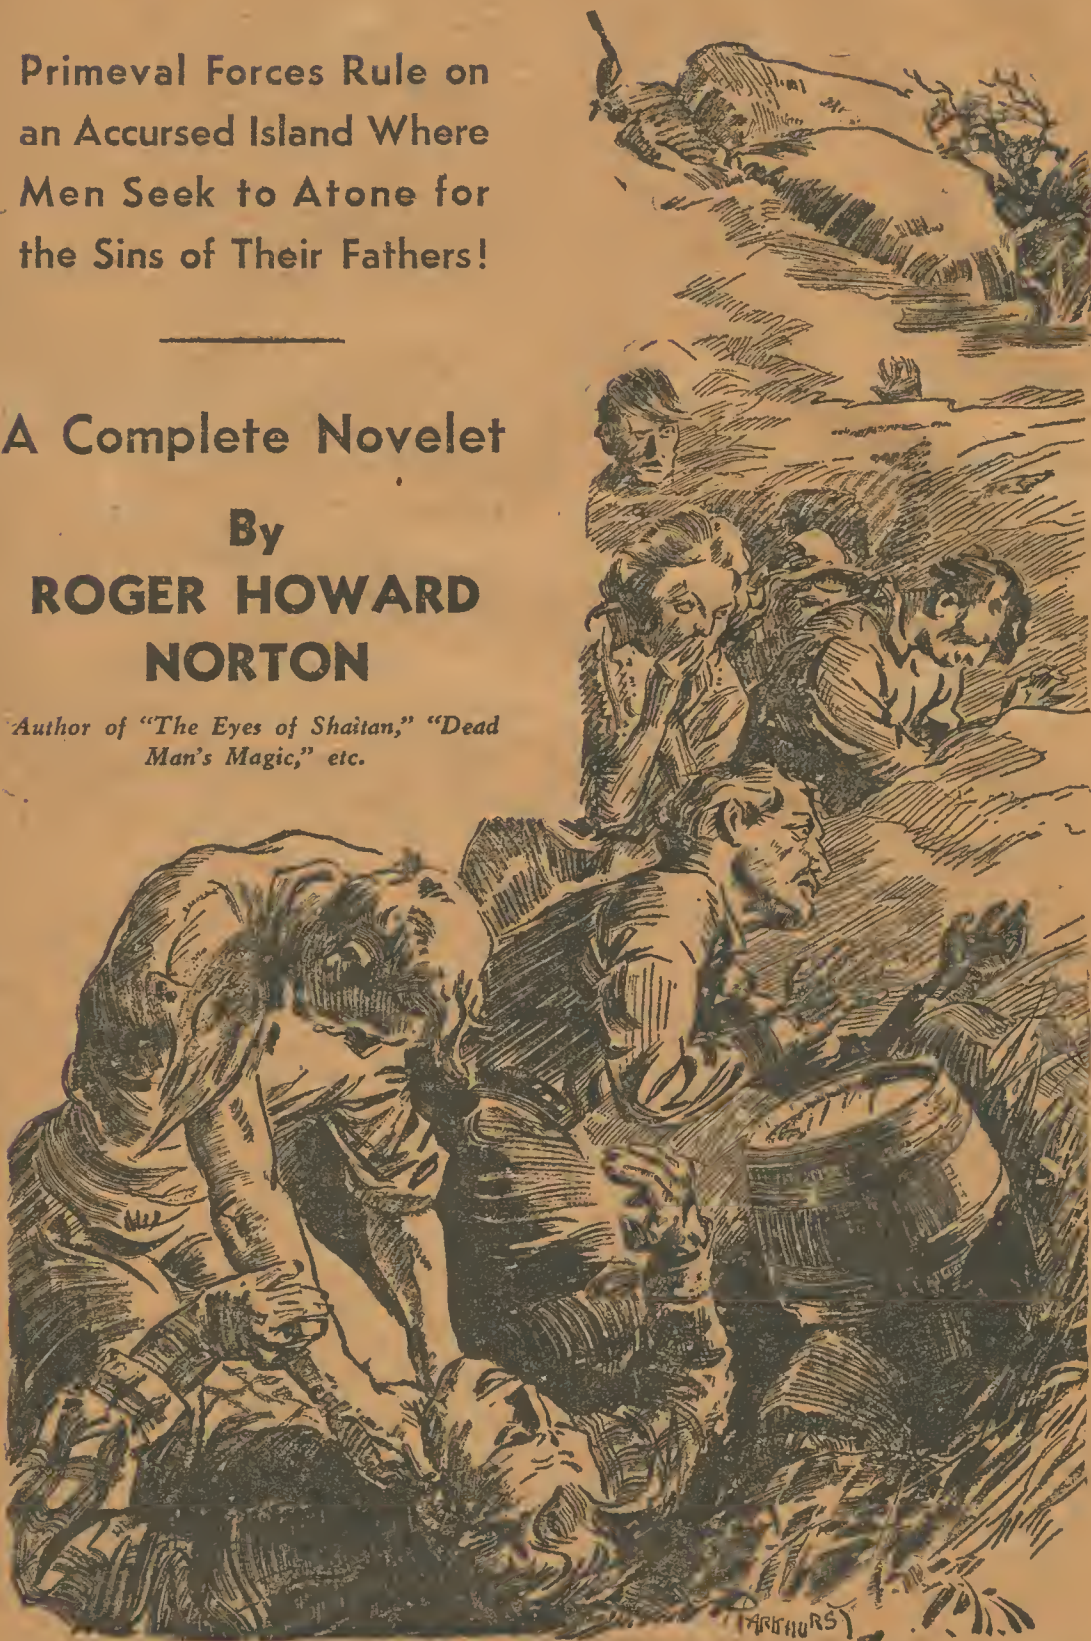 Primeval Forces Rule on
an Accursed Island Where
Men Seek to Atone for
the Sins of Their Fathers!
A Complete Novelet
By
ROGER HOWARD
NORTON
Author of “The Eyes of Shaitan,” “Dead
Man’s Magic,” etc.